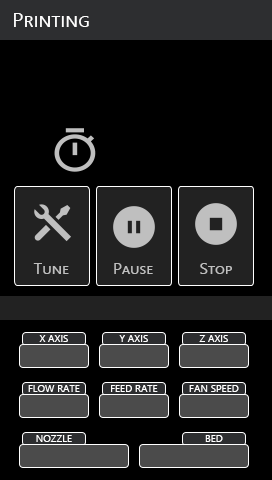 Printing
Tune Pause Stop
X AXIS Y AXIS Z AXIS
FLOW RATE FEED RATE FAN SPEED
NOZZLE BED